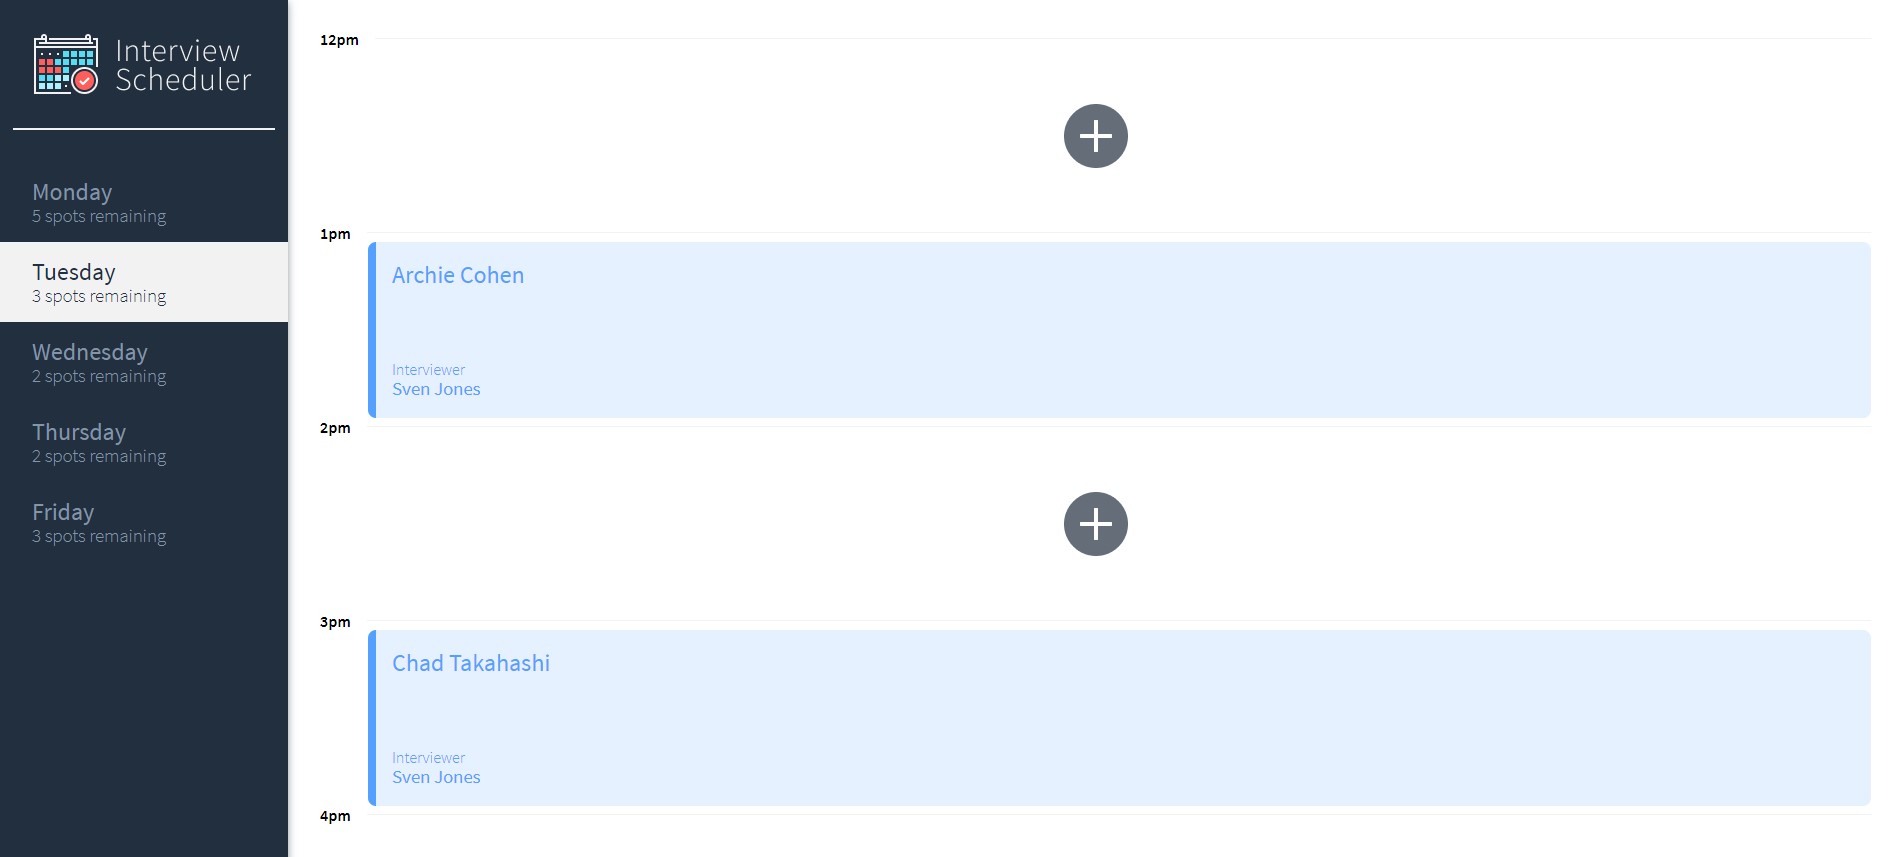 Interview
Scheduler
Monday
5 spots remaining
Tuesday
3 spots remaining
Wednesday
2 spots remaining
Thursday
2 spots remaining
Friday
3 spots remaining
12pm
1pm
Archie Cohen
Interviewer
Sven Jones
2pm
3pm
Chad Takahashi
Interviewer
Sven Jones
4pm